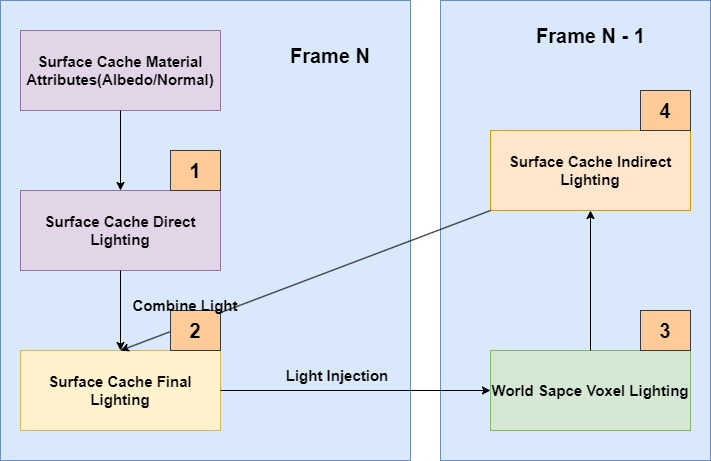 Frame N
Surface Cache Material
Attributes(Albedo/Normal)
1
Surface Cache Direct
Lighting
Combine Light
2
Surface Cache Final
Lighting
Light Injection
Frame N - 1
4
Surface Cache Indirect
Lighting
3
World Sapce Voxel Lighting